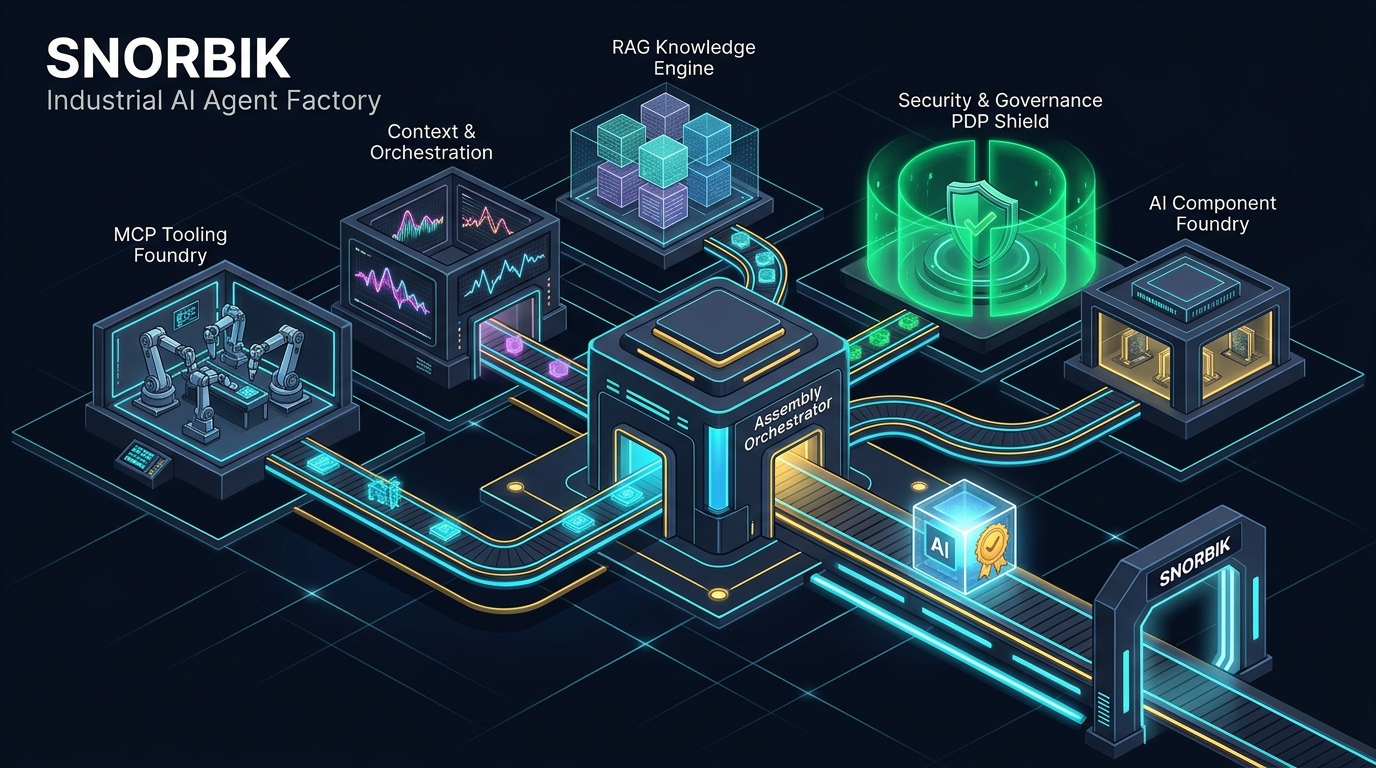 SNORBIK
Industrial AI Agent Factory
RAG Knowledge
Engine
Context &
Orchestration
Security & Governance
PDP Shield
AI Component
Foundry
MCP Tooling
Foundry
Assembly
Orchestrator
AI
SNORBIK